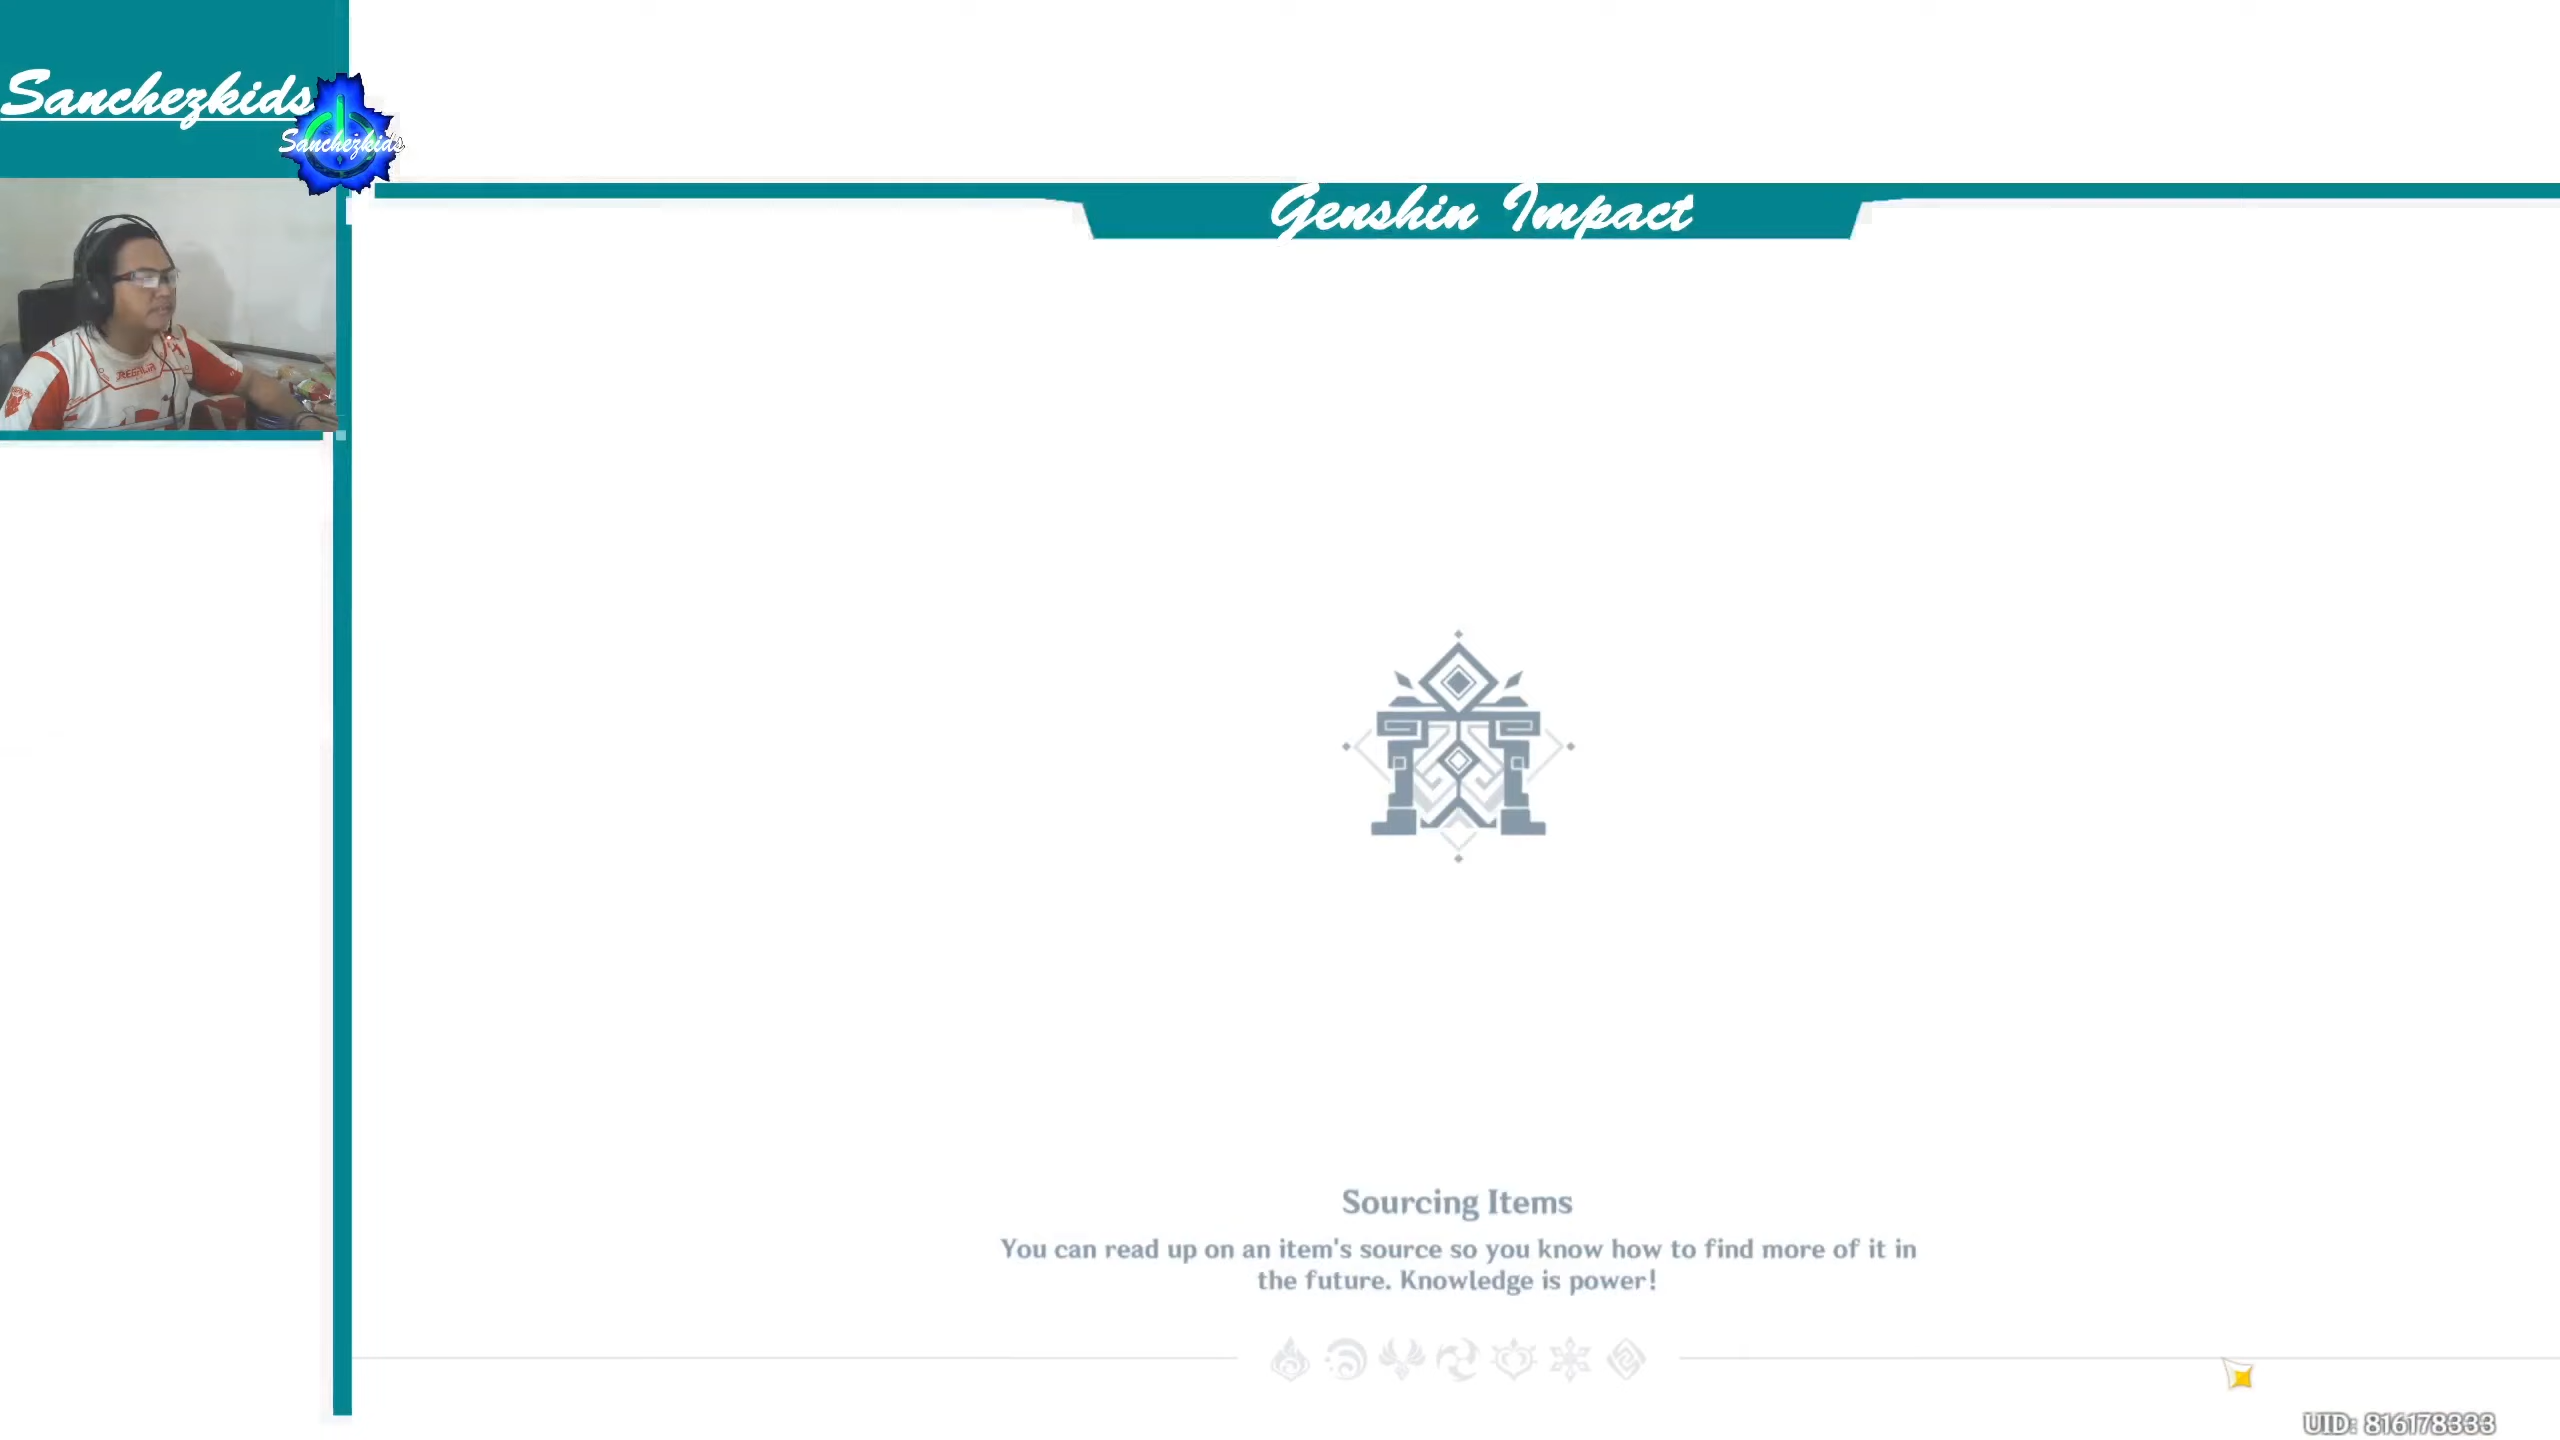 Sanchezkids
Sanchezkids
Genshin Impact
REGALIA
Sourcing Items
You can read up on an item's source so you know how to find more of it in
the future. Knowledge is power!
UID: 816178333